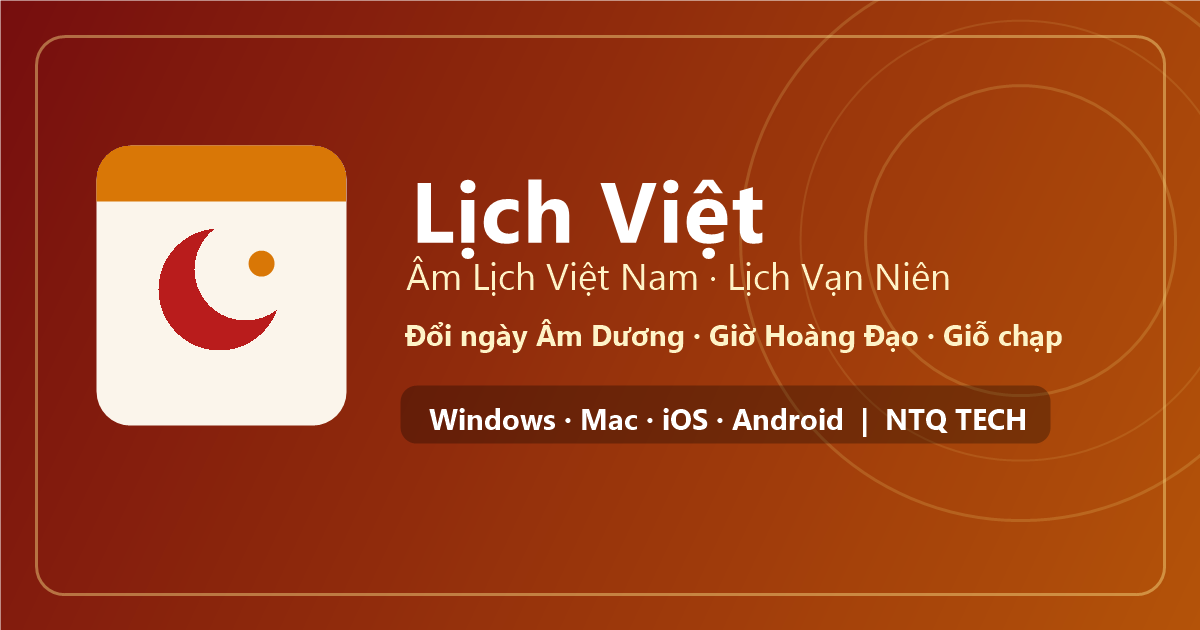 Lịch Việt
Âm Lịch Việt Nam · Lịch Vạn Niên
Đổi ngày Âm Dương · Giờ Hoàng Đạo · Giỗ chạp
Windows · Mac · iOS · Android | NTQ TECH